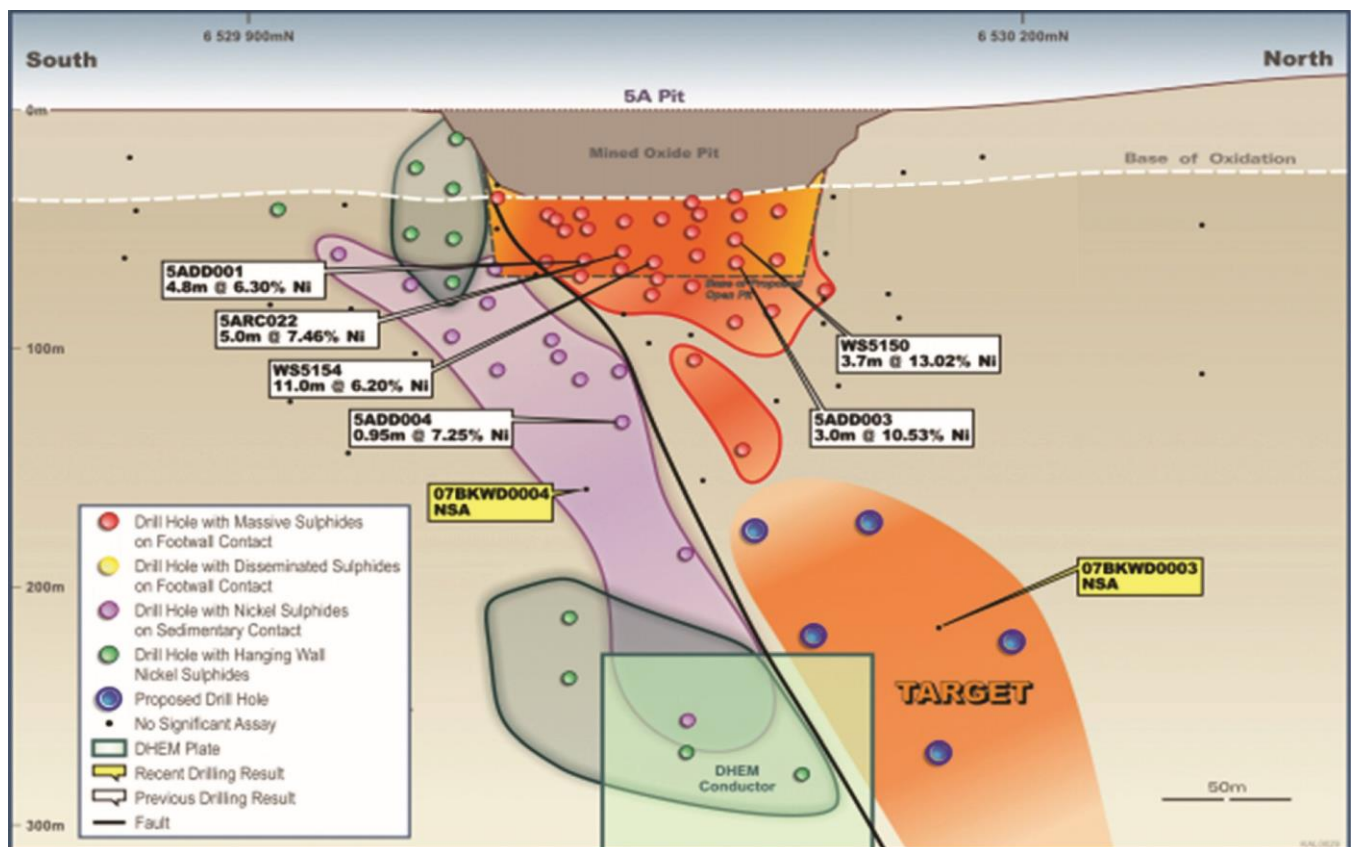 6 529 900mN
6 530 200mN
South
North
5A Pit
0m
Mined Oxide Pit
Base of Oxidation
5ADD001
4.8m @ 6.30% Ni
Base of Proposed
Open Pit
5ARC022
5.0m @ 7.46% Ni
WS5150
3.7m @ 13.02% Ni
100m
WS5154
11.0m @ 6.20% Ni
5ADD004
0.95m @ 7.25% Ni
5ADD003
3.0m @ 10.53% Ni
07BKWD0004
NSA
Drill Hole with Massive Sulphides
on Footwall Contact
Drill Hole with Disseminated Sulphides
on Footwall Contact
Drill Hole with Nickel Sulphides
on Sedimentary Contact
Drill Hole with Hanging Wall
Nickel Sulphides
Proposed Drill Hole
No Significant Assay
DHEM Plate
Recent Drilling Result
Previous Drilling Result
Fault
07BKWD0003
NSA
200m
TARGET
DHEM
Conductor
50m
300m